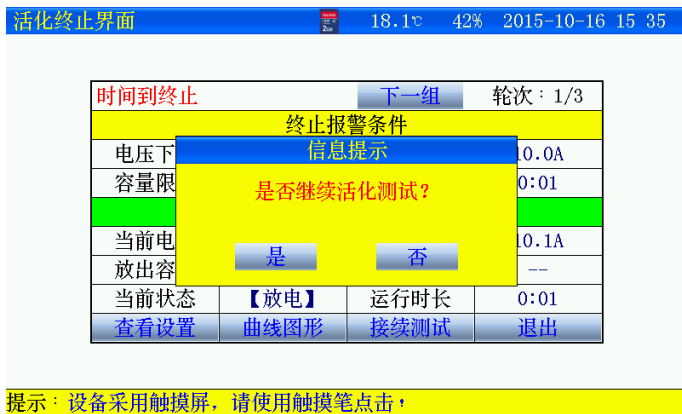 活化终止界面 18.1℃ 42% 2015-10-16 15 35
时间到终止 下一组 轮次:1/3
终止报警条件
电压下 10.0A
信息提示
容量限 0:01
是否继续活化测试?
当前电 10.1A
是 否
放出容 --
当前状态 【放电】 运行时长 0:01
查看设置 曲线图形 接续测试 退出
提示:设备采用触摸屏,请使用触摸笔点击!